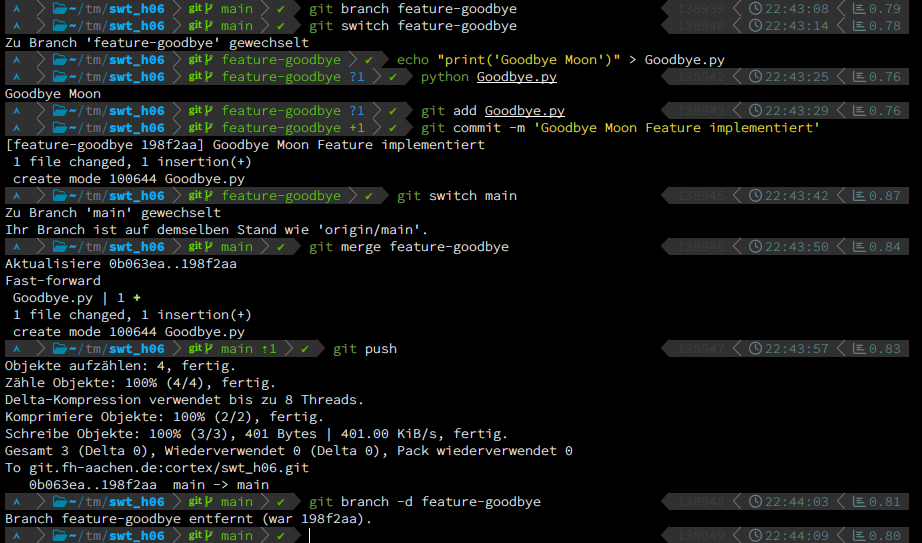 ~/tm/swt_h06 git main ✔ git branch feature-goodbye 138939 22:43:08 0.79
~/tm/swt_h06 git main ✔ git switch feature-goodbye 22:43:14 0.78
Zu Branch 'feature-goodbye' gewechselt
~/tm/swt_h06 git feature-goodbye ✔ echo "print('Goodbye Moon')" > Goodbye.py
~/tm/swt_h06 git feature-goodbye ?1 ✔ python Goodbye.py 138942 22:43:25 0.76
Goodbye Moon
~/tm/swt_h06 git feature-goodbye ?1 ✔ git add Goodbye.py 138943 22:43:29 0.76
~/tm/swt_h06 git feature-goodbye +1 ✔ git commit -m 'Goodbye Moon Feature implementiert'
[feature-goodbye 198f2aa] Goodbye Moon Feature implementiert
1 file changed, 1 insertion(+)
create mode 100644 Goodbye.py
~/tm/swt_h06 git feature-goodbye ✔ git switch main 138945 22:43:42 0.87
Zu Branch 'main' gewechselt
Ihr Branch ist auf demselben Stand wie 'origin/main'.
~/tm/swt_h06 git main ✔ git merge feature-goodbye 138946 22:43:50 0.84
Aktualisiere 0b063ea..198f2aa
Fast-forward
Goodbye.py | 1 +
1 file changed, 1 insertion(+)
create mode 100644 Goodbye.py
~/tm/swt_h06 git main ⇡1 ✔ git push 138947 22:43:57 0.83
Objekte aufzählen: 4, fertig.
Zähle Objekte: 100% (4/4), fertig.
Delta-Kompression verwendet bis zu 8 Threads.
Komprimiere Objekte: 100% (2/2), fertig.
Schreibe Objekte: 100% (3/3), 401 Bytes | 401.00 KiB/s, fertig.
Gesamt 3 (Delta 0), Wiederverwendet 0 (Delta 0), Pack wiederverwendet 0
To git.fh-aachen.de:cortex/swt_h06.git
0b063ea..198f2aa main -> main
~/tm/swt_h06 git main ✔ git branch -d feature-goodbye 138948 22:44:03 0.81
Branch feature-goodbye entfernt (war 198f2aa).
~/tm/swt_h06 git main ✔ 22:44:09 0.80